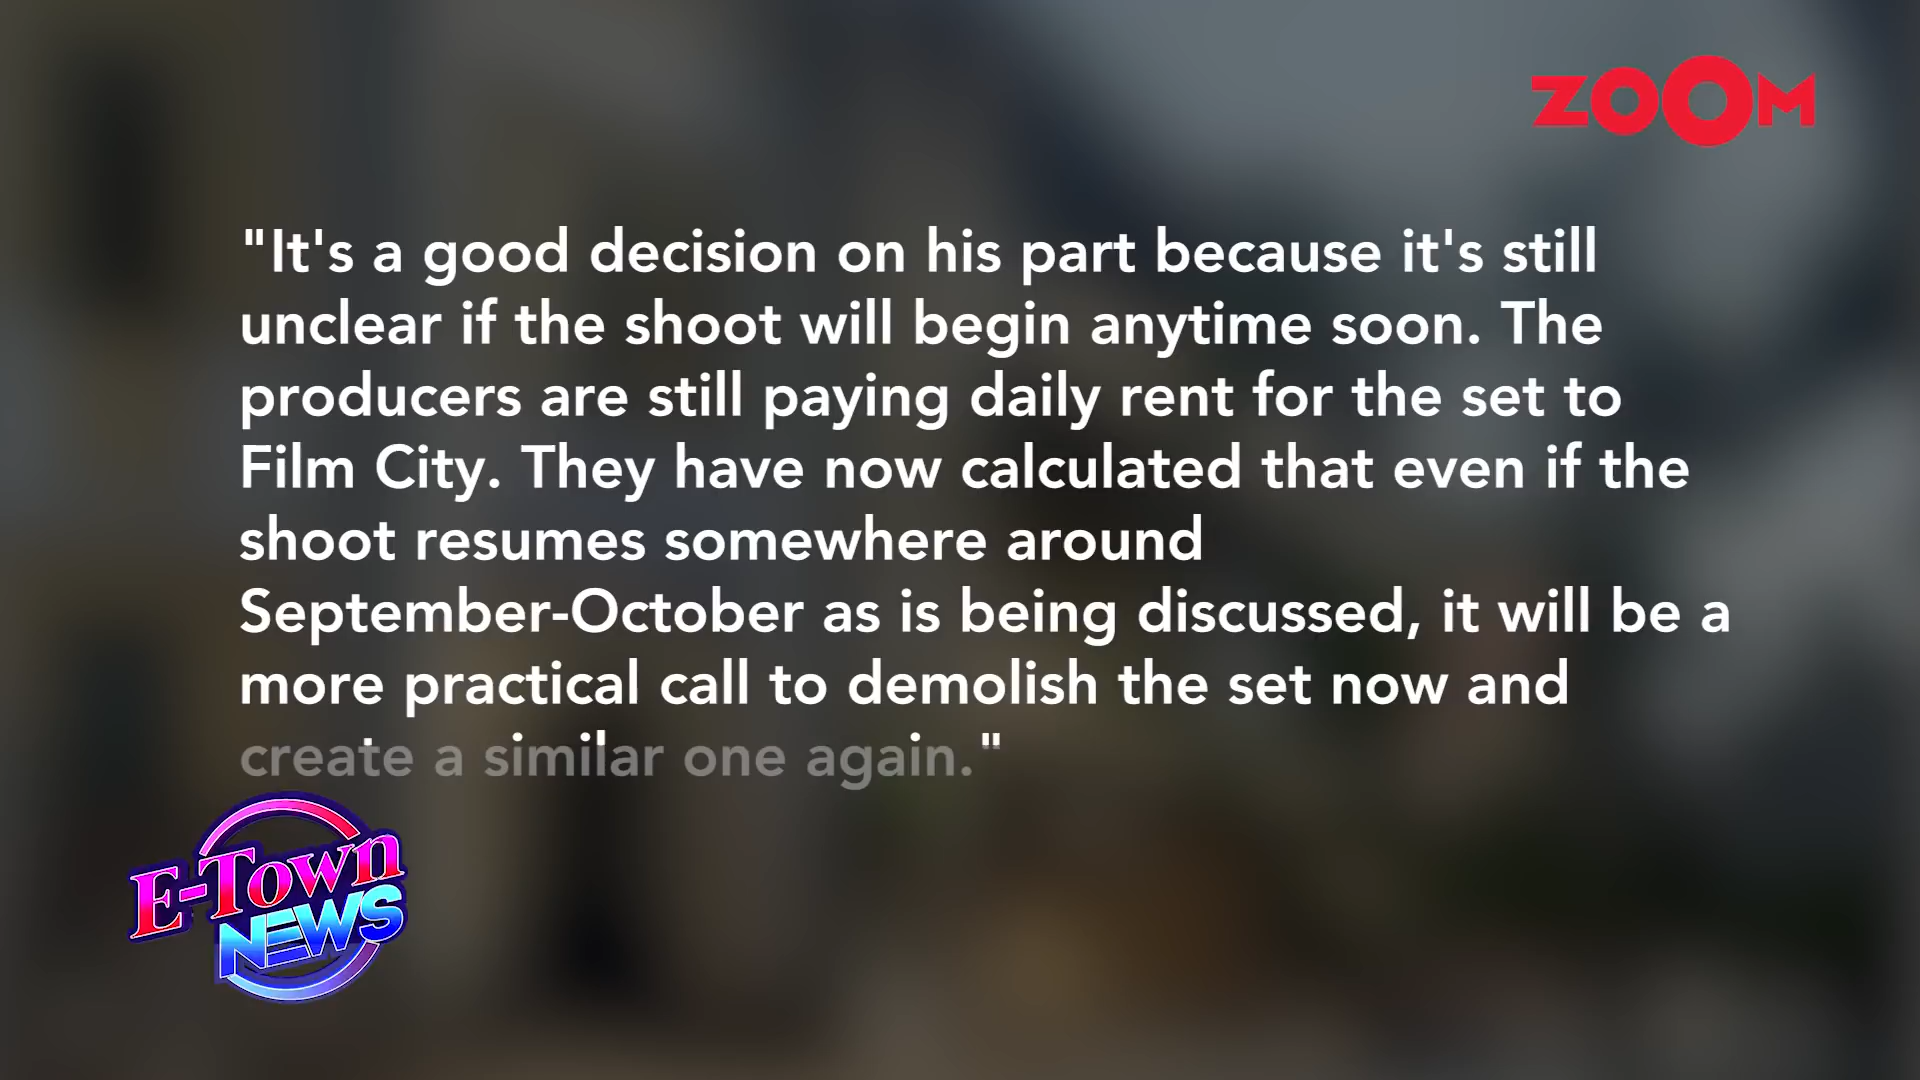 ZOOM
"It's a good decision on his part because it's still
unclear if the shoot will begin anytime soon. The
producers are still paying daily rent for the set to
Film City. They have now calculated that even if the
shoot resumes somewhere around
September-October as is being discussed, it will be a
more practical call to demolish the set now and
create a similar one again."
E-Town
NEWS